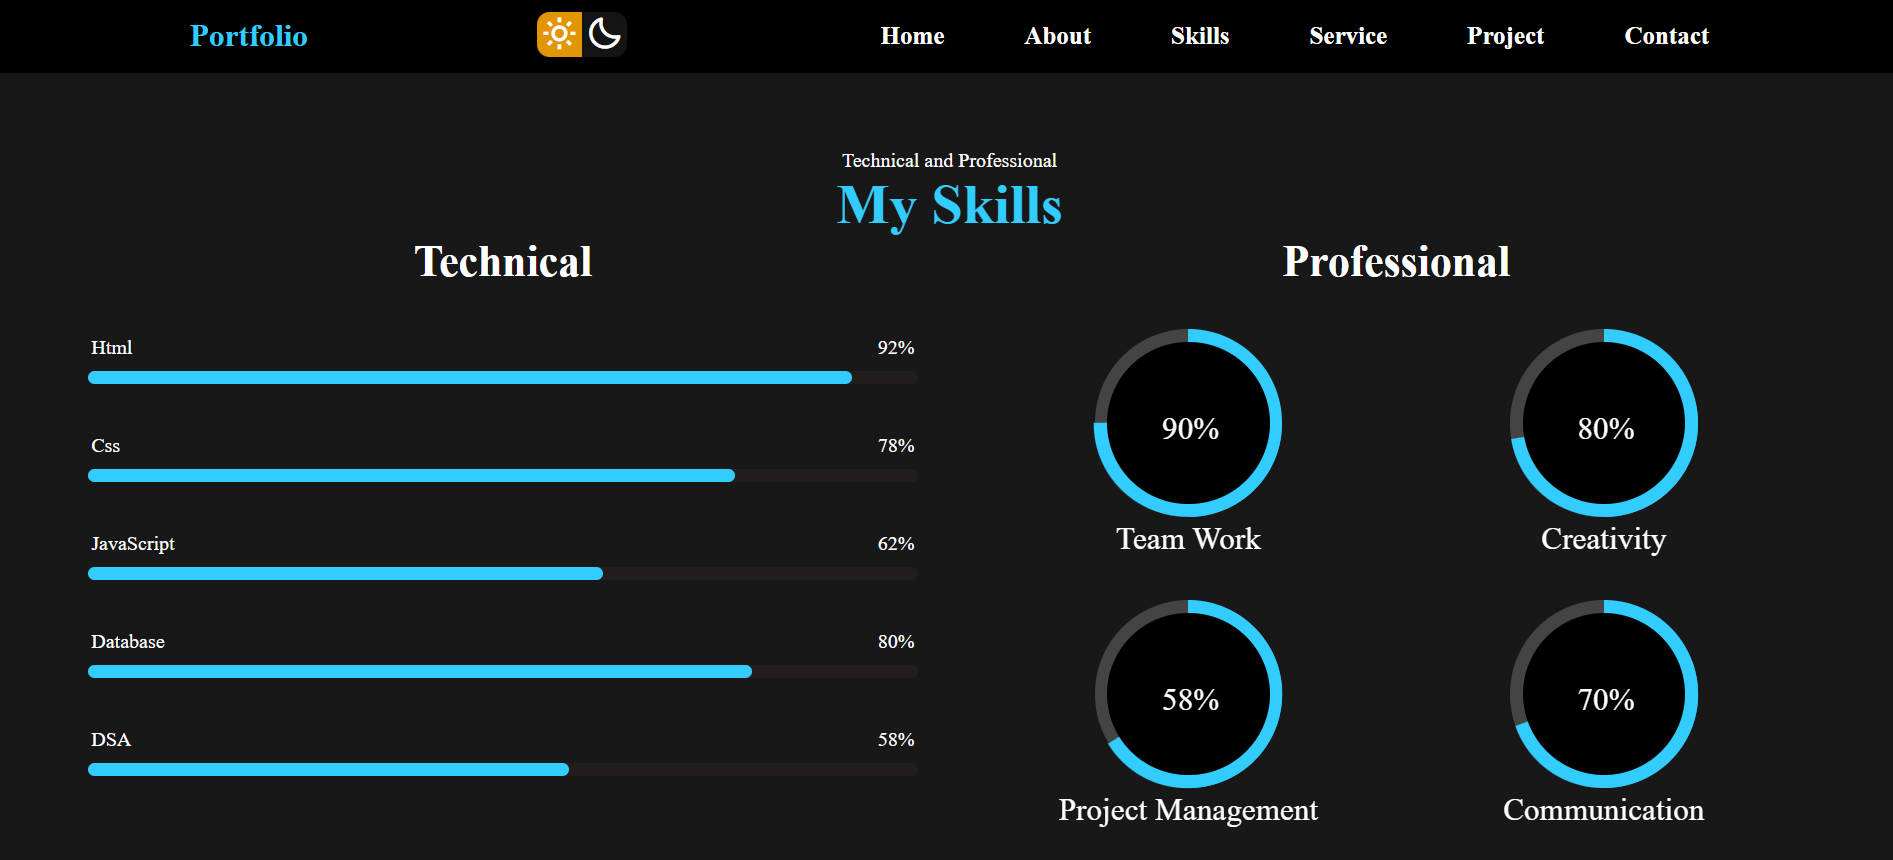 Portfolio
Home About Skills Service Project Contact
Technical and Professional
My Skills
Technical
Html 92%
Css 78%
JavaScript 62%
Database 80%
DSA 58%
Professional
90% 80%
Team Work Creativity
58% 70%
Project Management Communication